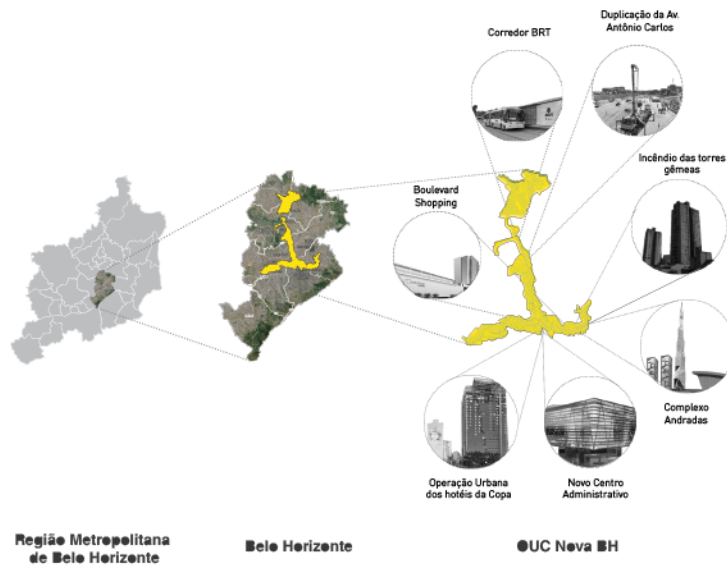 Corredor BRT
Duplicação da Av.
Antônio Carlos
Incêndio das torres
gêmeas
Boulevard
Shopping
Complexo
Andradas
Operação Urbana
dos hotéis da Copa
Novo Centro
Administrativo
Região Metropolitana
de Belo Horizonte
Belo Horizonte
OUC Nova BH